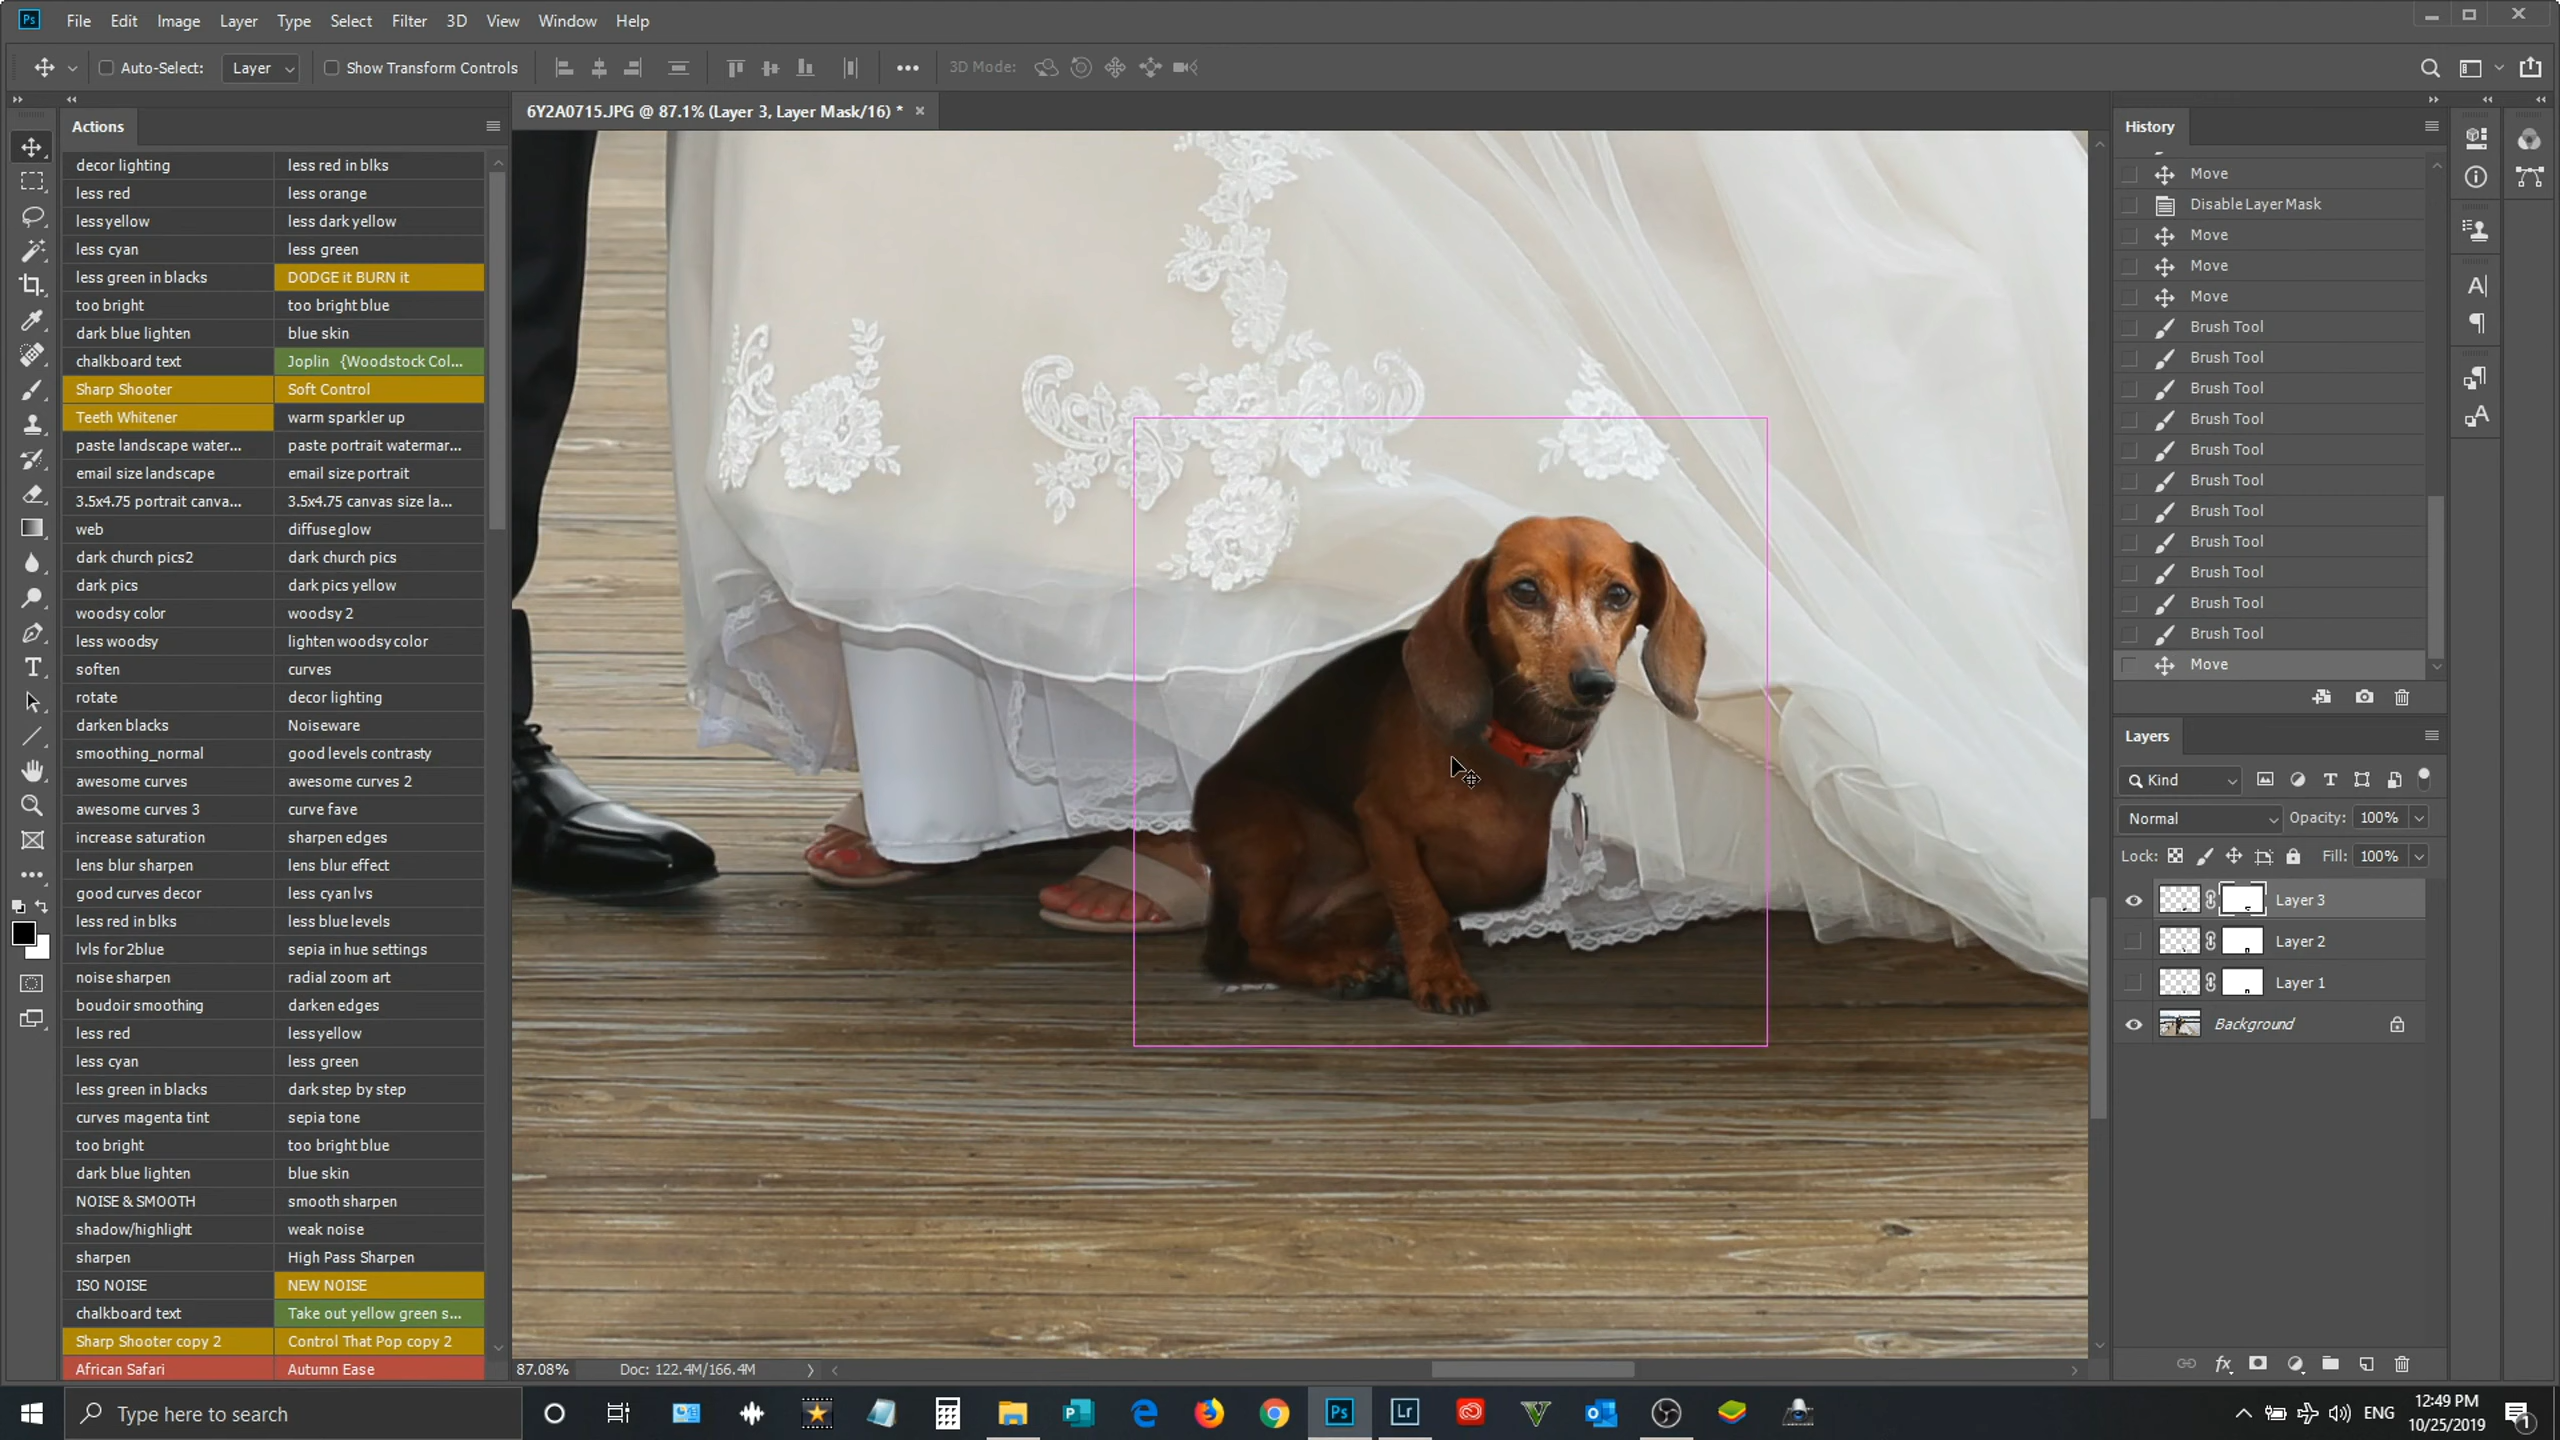 Ps File Edit Image Layer Type Select Filter 3D View Window Help
Auto-Select: Layer Show Transform Controls 3D Mode:
6Y2A0715.JPG @ 87.1% (Layer 3, Layer Mask/16) *
Actions
decor lighting less red in blks
less red less orange
less yellow less dark yellow
less cyan less green
less green in blacks DODGE it BURN it
too bright too bright blue
dark blue lighten blue skin
chalkboard text Joplin {Woodstock Col...
Sharp Shooter Soft Control
Teeth Whitener warm sparkler up
paste landscape water... paste portrait watermar...
email size landscape email size portrait
3.5x4.75 portrait canva... 3.5x4.75 canvas size la...
web diffuse glow
dark church pics2 dark church pics
dark pics dark pics yellow
woodsy color woodsy 2
less woodsy lighten woodsy color
soften curves
rotate decor lighting
darken blacks Noiseware
smoothing_normal good levels contrasty
awesome curves awesome curves 2
awesome curves 3 curve fave
increase saturation sharpen edges
lens blur sharpen lens blur effect
good curves decor less cyan lvs
less red in blks less blue levels
lvls for 2blue sepia in hue settings
noise sharpen radial zoom art
boudoir smoothing darken edges
less red less yellow
less cyan less green
less green in blacks dark step by step
curves magenta tint sepia tone
too bright too bright blue
dark blue lighten blue skin
NOISE & SMOOTH smooth sharpen
shadow/highlight weak noise
sharpen High Pass Sharpen
ISO NOISE NEW NOISE
chalkboard text Take out yellow green s...
Sharp Shooter copy 2 Control That Pop copy 2
African Safari Autumn Ease
87.08% Doc: 122.4M/166.4M
History
Move
Disable Layer Mask
Move
Move
Move
Brush Tool
Brush Tool
Brush Tool
Brush Tool
Brush Tool
Brush Tool
Brush Tool
Brush Tool
Brush Tool
Brush Tool
Brush Tool
Move
Layers
Kind
Normal Opacity: 100%
Lock: Fill: 100%
Layer 3
Layer 2
Layer 1
Background
Type here to search
Ps Lr
ENG
12:49 PM
10/25/2019
1